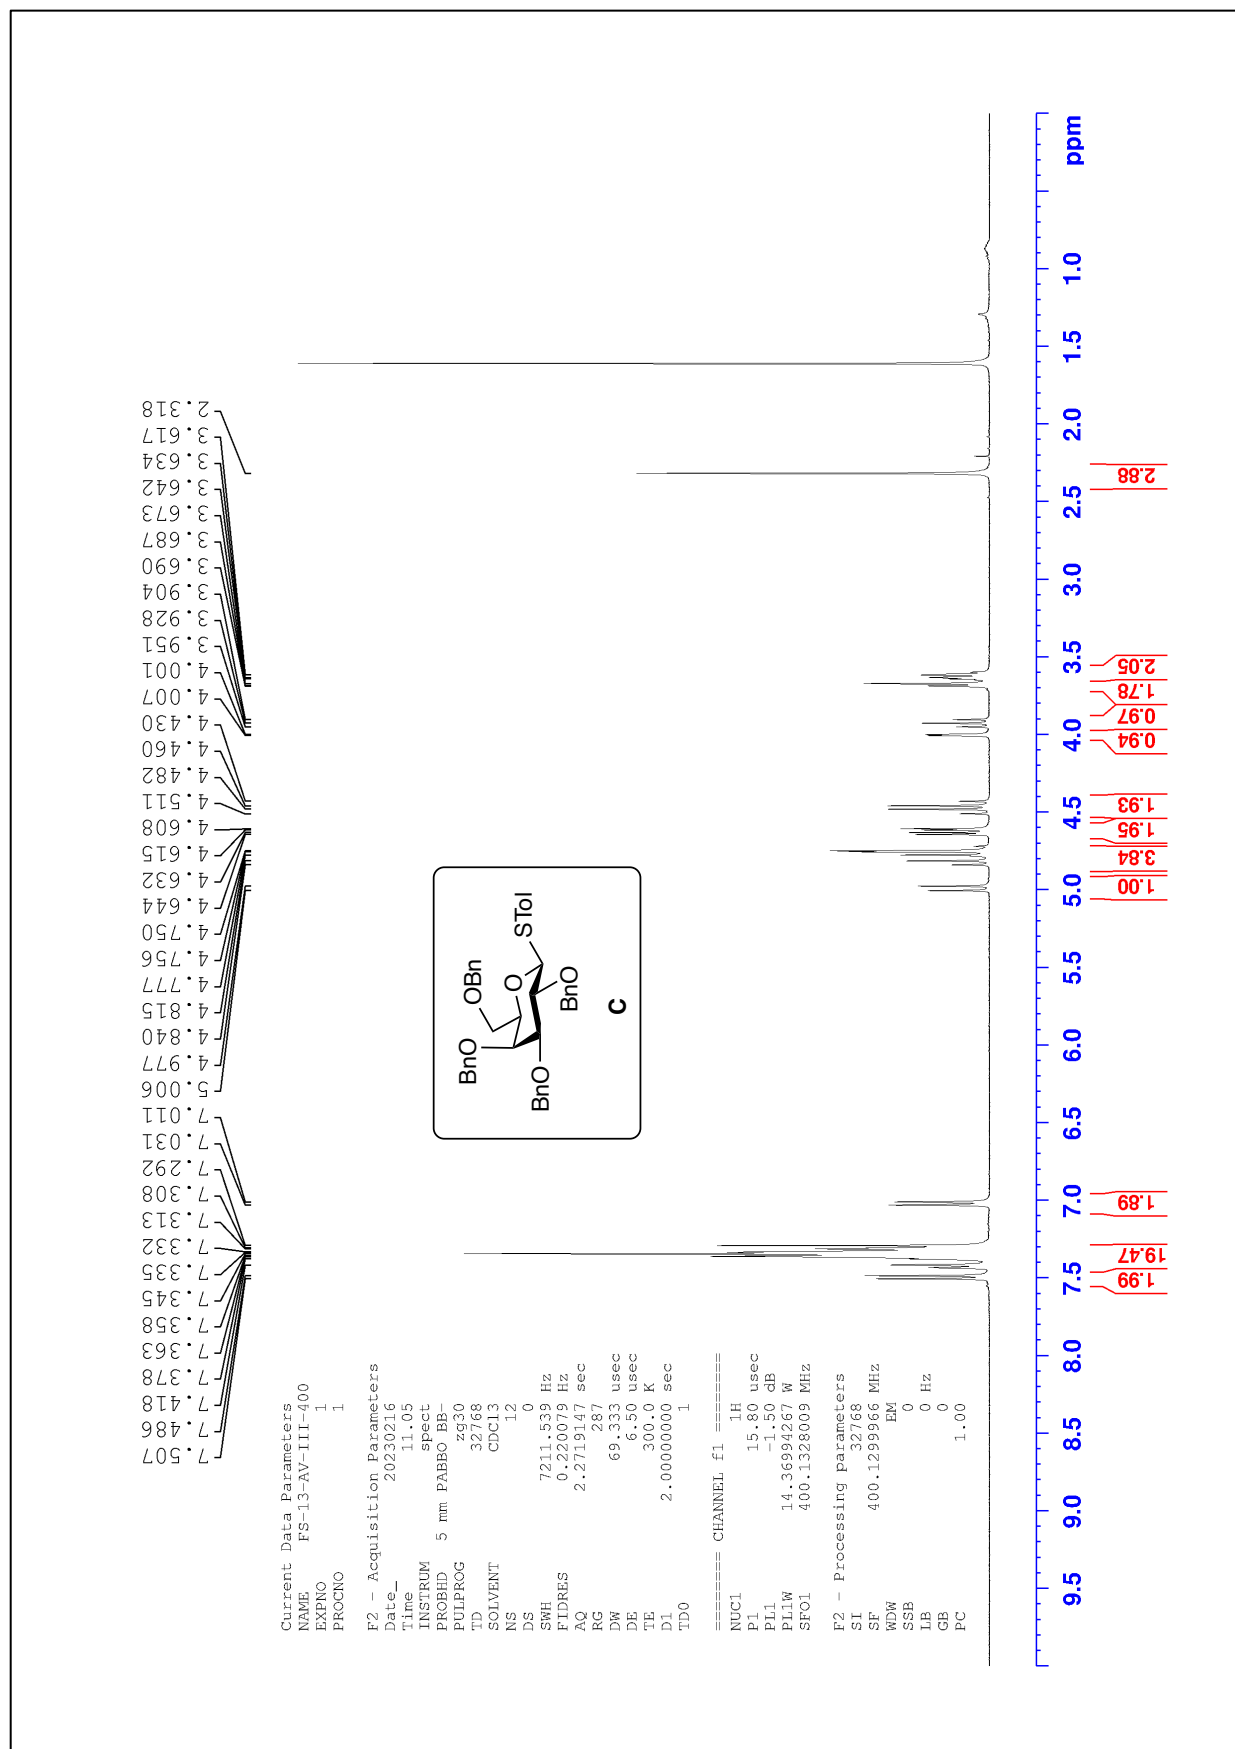 7.507
7.486
7.418
7.378
7.363
7.358
7.345
7.335
7.332
7.313
7.308
7.292
7.031
7.011
5.006
4.977
4.840
4.815
4.777
4.756
4.750
4.644
4.632
4.615
4.608
4.511
4.482
4.460
4.430
4.007
4.001
3.951
3.928
3.904
3.690
3.687
3.673
3.642
3.634
3.617
2.318
Current Data Parameters
NAME FS-13-AV-III-400
EXPNO 1
PROCNO 1
F2 - Acquisition Parameters
Date_ 20230216
Time 11.05
INSTRUM spect
PROBHD 5 mm PABBO BB-
PULPROG zg30
TD 32768
SOLVENT CDCl3
NS 12
DS 0
SWH 7211.539 Hz
FIDRES 0.220079 Hz
AQ 2.2719147 sec
RG 287
DW 69.333 usec
DE 6.50 usec
TE 300.0 K
D1 2.00000000 sec
TD0 1
======== CHANNEL f1 ========
NUC1 1H
P1 15.80 usec
PL1 -1.50 dB
PL1W 14.36994267 W
SFO1 400.1328009 MHz
F2 - Processing parameters
SI 32768
SF 400.1299966 MHz
WDW EM
SSB 0
LB 0 Hz
GB 0
PC 1.00
BnO
OBn
O
BnO
STol
BnO
C
9.5 9.0 8.5 8.0 7.5 7.0 6.5 6.0 5.5 5.0 4.5 4.0 3.5 3.0 2.5 2.0 1.5 1.0 ppm
1.99
19.47
1.89
1.00
3.84
1.95
1.93
0.94
0.97
1.78
2.05
2.88